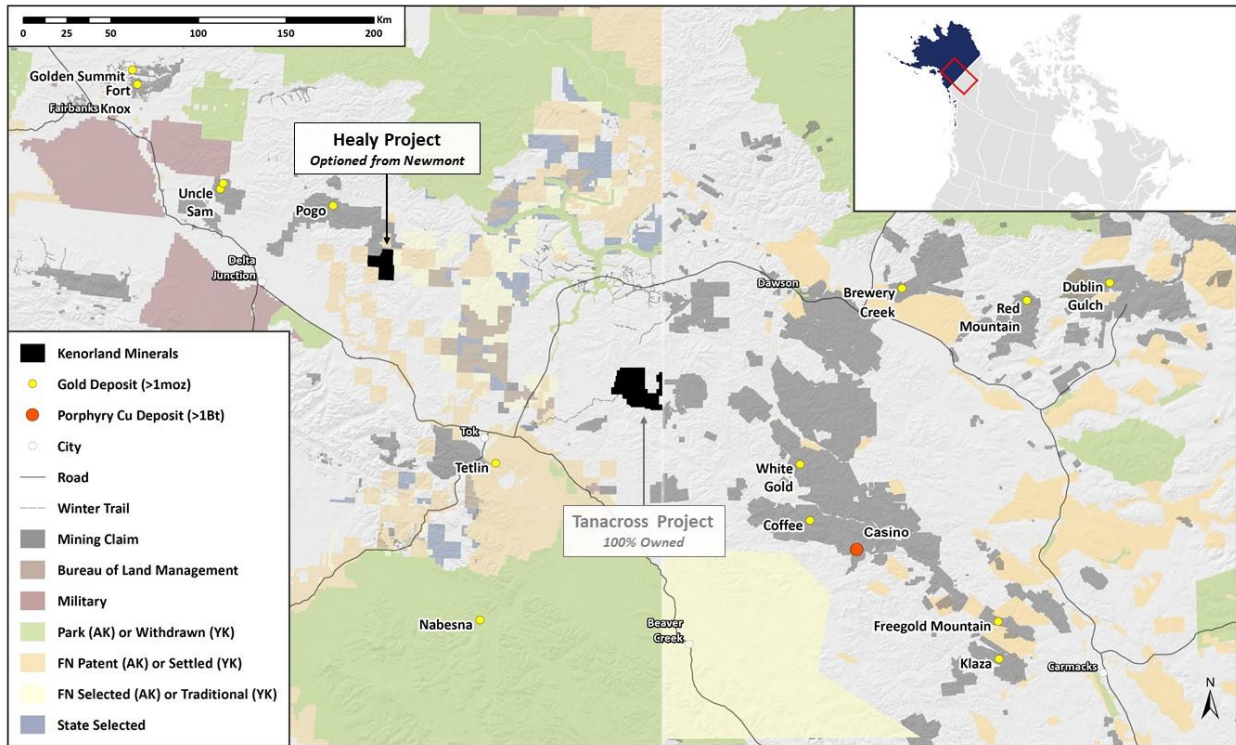 Km
0 25 50 100 150 200
Golden Summit
Fort
Knox
Fairbanks
Healy Project
Optioned from Newmont
Uncle
Sam
Pogo
Delta
Junction
Dawson
Brewery
Creek
Red
Mountain
Dublin
Gulch
Tok
Tetlin
White
Gold
Coffee
Casino
Tanacross Project
100% Owned
Nabesna
Beaver
Creek
Freegold Mountain
Klaza
Carmacks
N
Kenorland Minerals
Gold Deposit (>1moz)
Porphyry Cu Deposit (>1Bt)
City
Road
Winter Trail
Mining Claim
Bureau of Land Management
Military
Park (AK) or Withdrawn (YK)
FN Patent (AK) or Settled (YK)
FN Selected (AK) or Traditional (YK)
State Selected